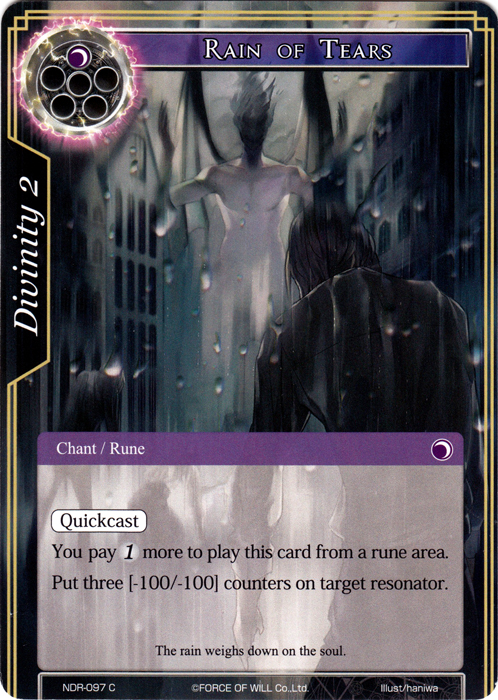 Rain of Tears
Divinity 2
Chant / Rune
Quickcast
You pay 1 more to play this card from a rune area.
Put three [-100/-100] counters on target resonator.
The rain weighs down on the soul.
NDR-097 C ©FORCE OF WILL Co.,Ltd. Illust/haniwa